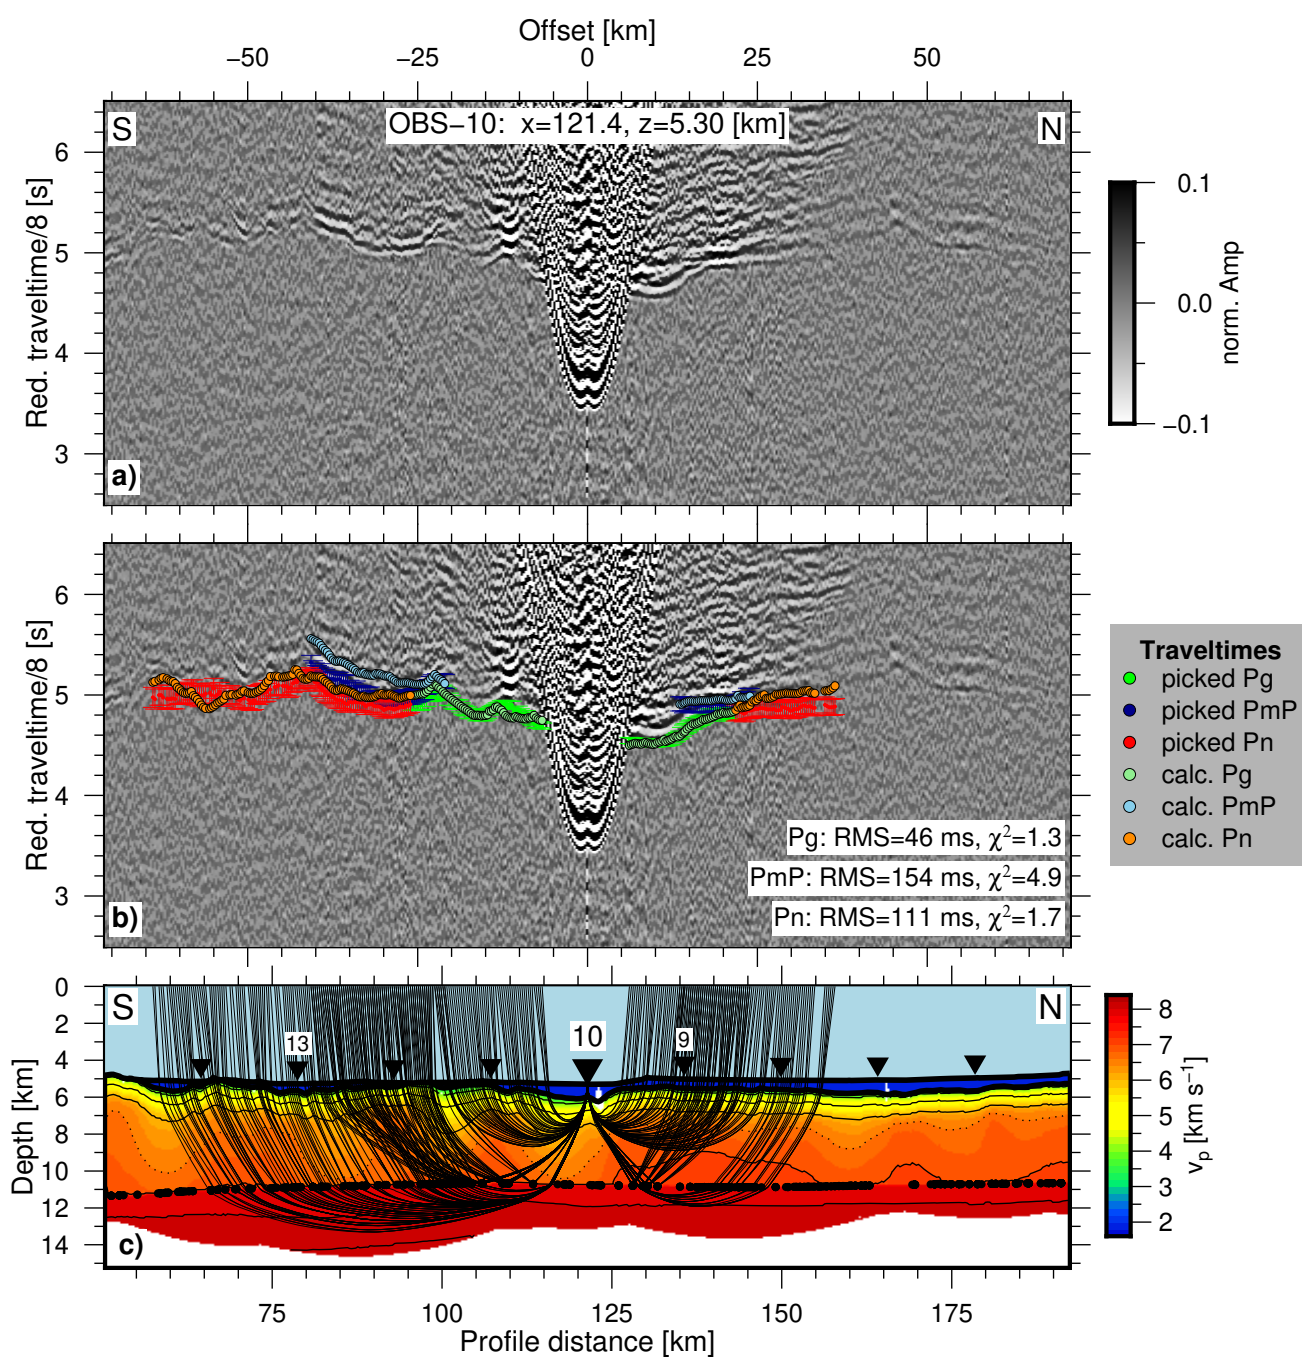 Offset [km]
−50 −25 0 25 50
S
OBS−10: x=121.4, z=5.30 [km]
N
6
5
4
3
Red. traveltime/8 [s]
a)
0.1
0.0
−0.1
norm. Amp
6
5
4
3
Red. traveltime/8 [s]
b)
Pg: RMS=46 ms, χ²=1.3
PmP: RMS=154 ms, χ²=4.9
Pn: RMS=111 ms, χ²=1.7
Traveltimes
picked Pg
picked PmP
picked Pn
calc. Pg
calc. PmP
calc. Pn
0
2
4
6
8
10
12
14
Depth [km]
S
N
13
10
9
c)
8
7
6
5
4
3
2
vₚ [km s⁻¹]
75 100 125 150 175
Profile distance [km]